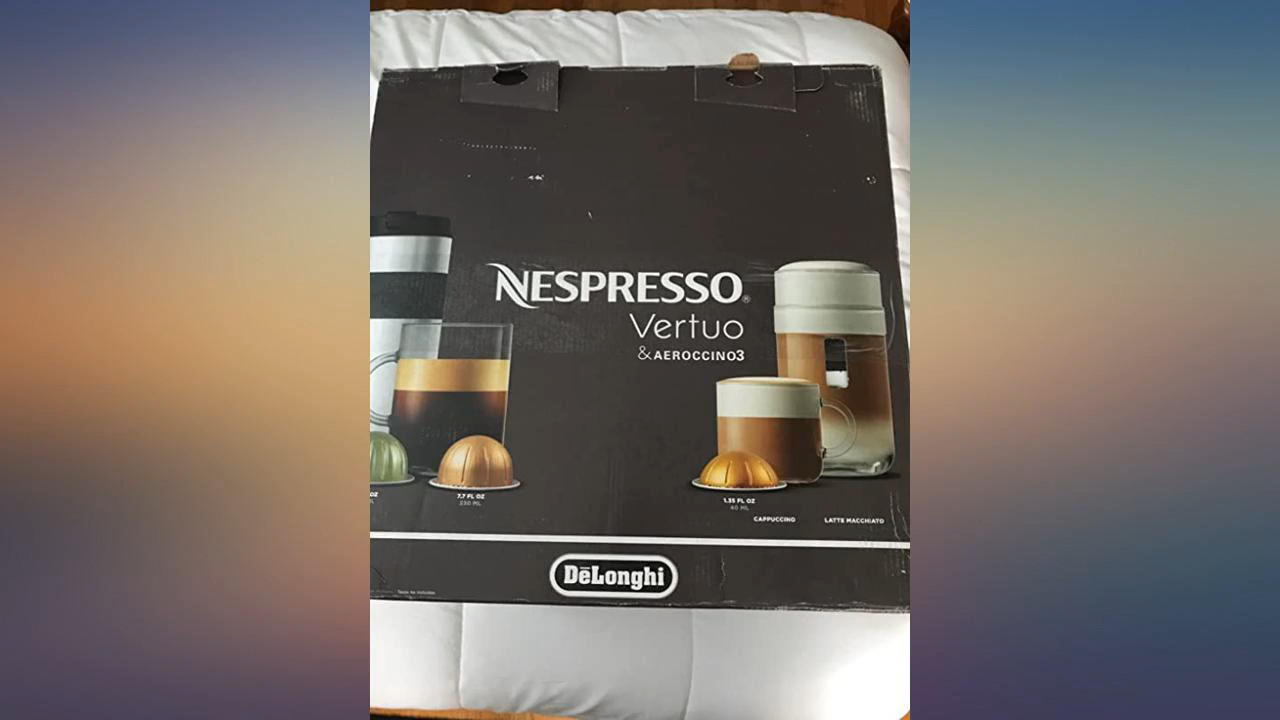 NESPRESSO®
Vertuo
&AEROCCINO3
OZ
7.7 FL OZ
230 ML
1.35 FL OZ
40 ML
CAPPUCCINO
LATTE MACCHIATO
DeLonghi